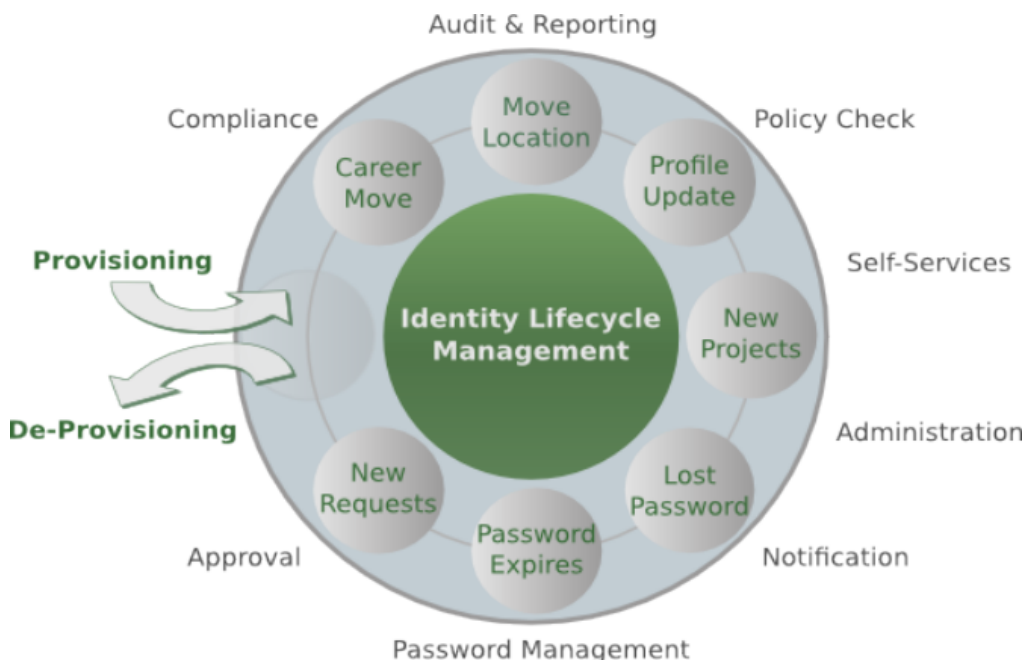 Audit & Reporting
Compliance
Move
Location
Policy Check
Career
Move
Profile
Update
Provisioning
Self-Services
Identity Lifecycle
Management
New
Projects
De-Provisioning
Administration
New
Requests
Lost
Password
Password
Expires
Approval
Notification
Password Management